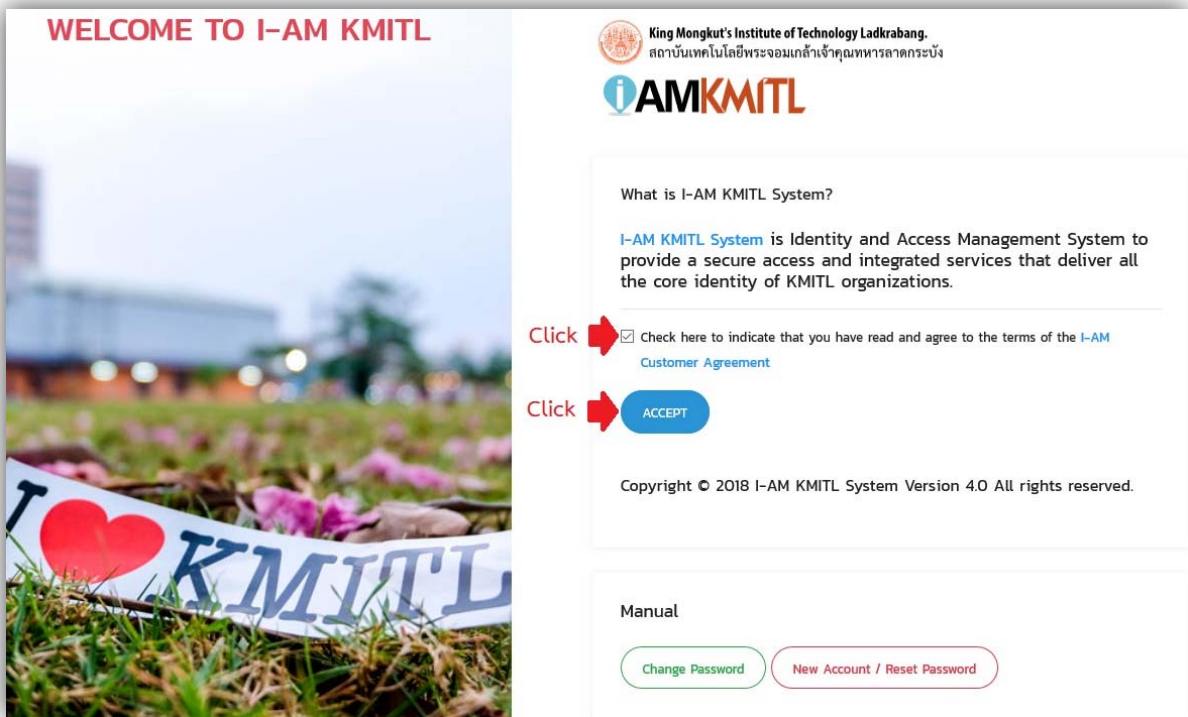 WELCOME TO I-AM KMITL
King Mongkut's Institute of Technology Ladkrabang.
สถาบันเทคโนโลยีพระจอมเกล้าเจ้าคุณทหารลาดกระบัง
iAMKMITL
What is I-AM KMITL System?
I-AM KMITL System is Identity and Access Management System to
provide a secure access and integrated services that deliver all
the core identity of KMITL organizations.
Click
Check here to indicate that you have read and agree to the terms of the I-AM
Customer Agreement
Click
ACCEPT
Copyright © 2018 I-AM KMITL System Version 4.0 All rights reserved.
I ❤ KMITL
Manual
Change Password
New Account / Reset Password